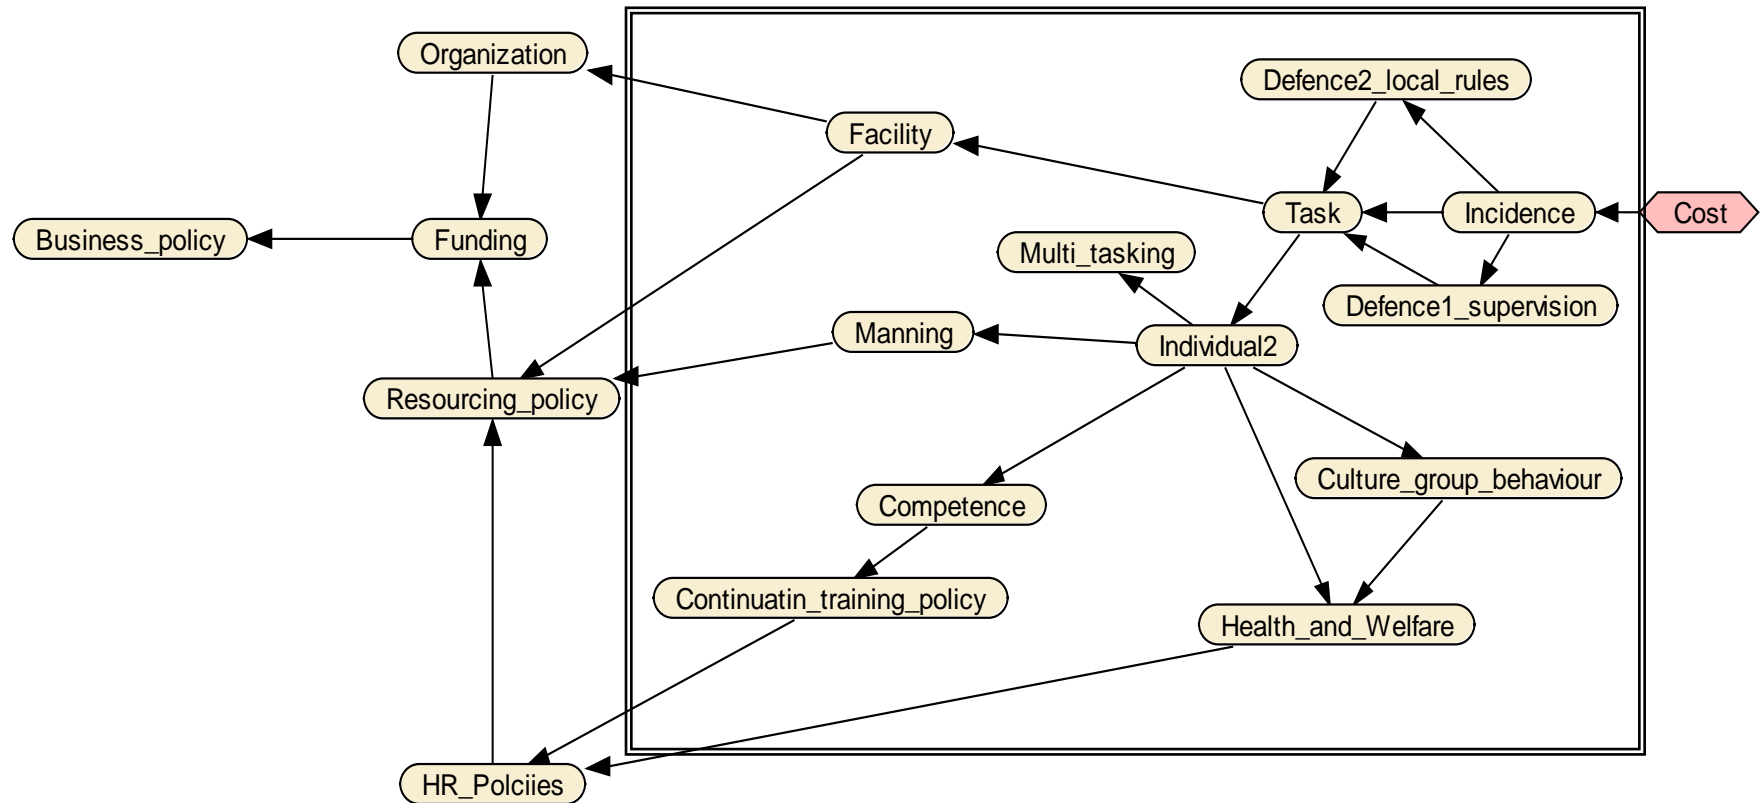 Organization
Defence2_local_rules
Facility
Task
Incidence
Cost
Business_policy
Funding
Multi_tasking
Defence1_supervision
Manning
Individual2
Resourcing_policy
Culture_group_behaviour
Competence
Continuatin_training_policy
Health_and_Welfare
HR_Polciies